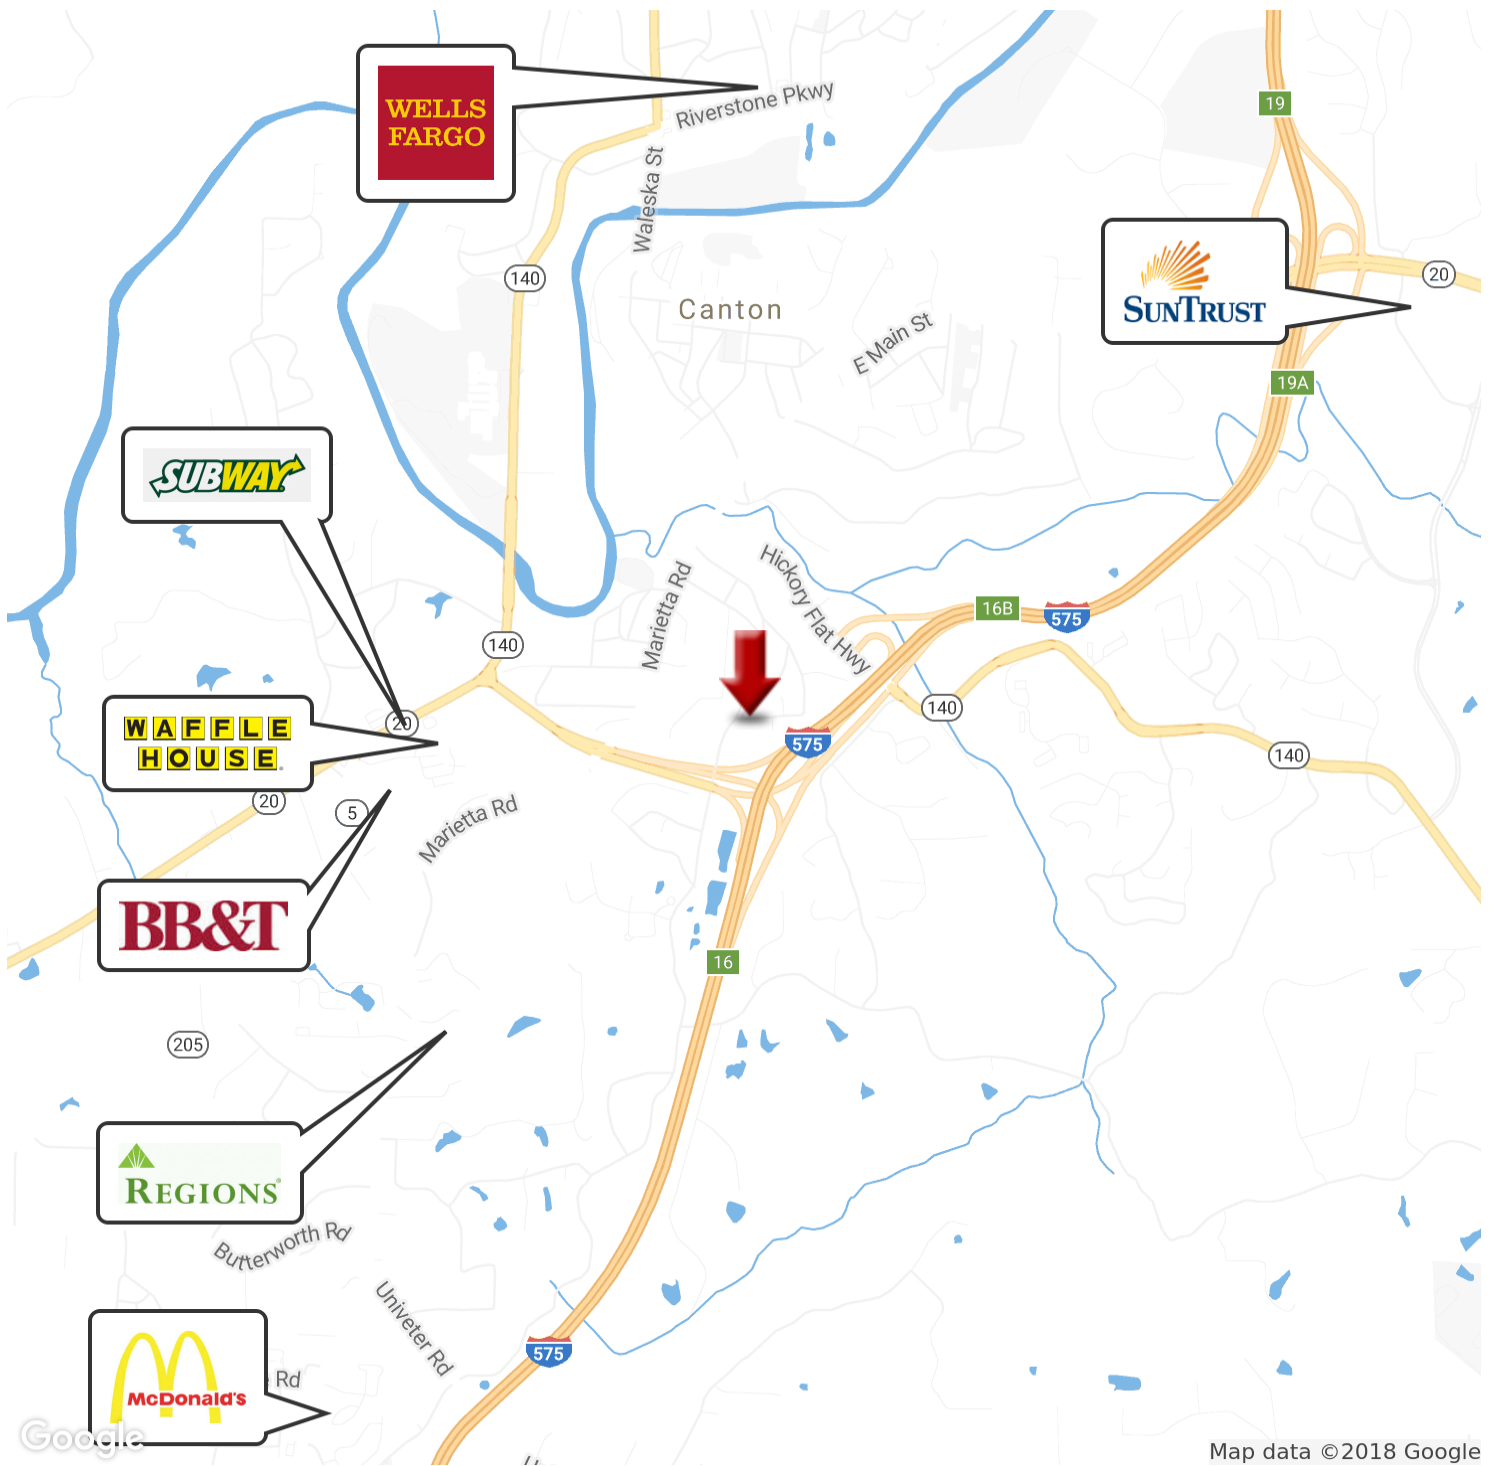 WELLS
FARGO
Riverstone Pkwy
19
Waleska St
140
SUNTRUST
20
Canton
E Main St
19A
SUBWAY
Marietta Rd
Hickory Flat Hwy
16B
575
140
WAFFLE
HOUSE
20
140
575
140
20
5
Marietta Rd
BB&T
16
205
REGIONS
Butterworth Rd
Univeter Rd
575
McDonald's
Rd
Google
Map data ©2018 Google